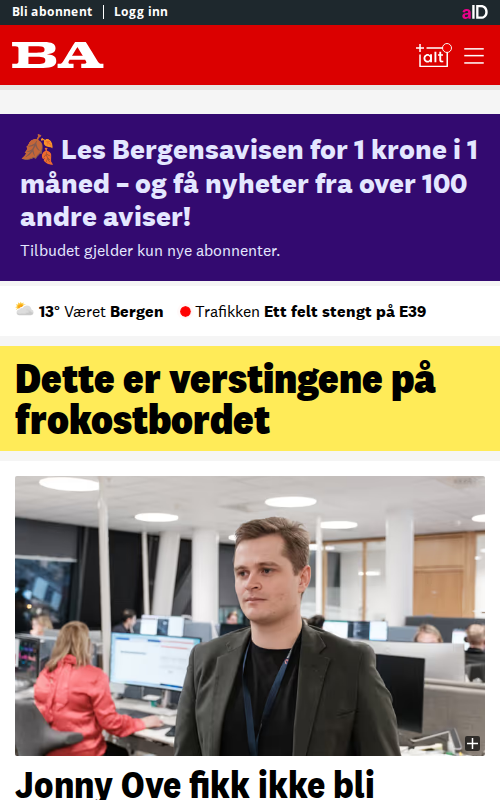 Bli abonnent | Logg inn
aID
BA
+alt
Les Bergensavisen for 1 krone i 1
måned – og få nyheter fra over 100
andre aviser!
Tilbudet gjelder kun nye abonnenter.
13° Været Bergen Trafikken Ett felt stengt på E39
Dette er verstingene på
frokostbordet
Jonny Ove fikk ikke bli